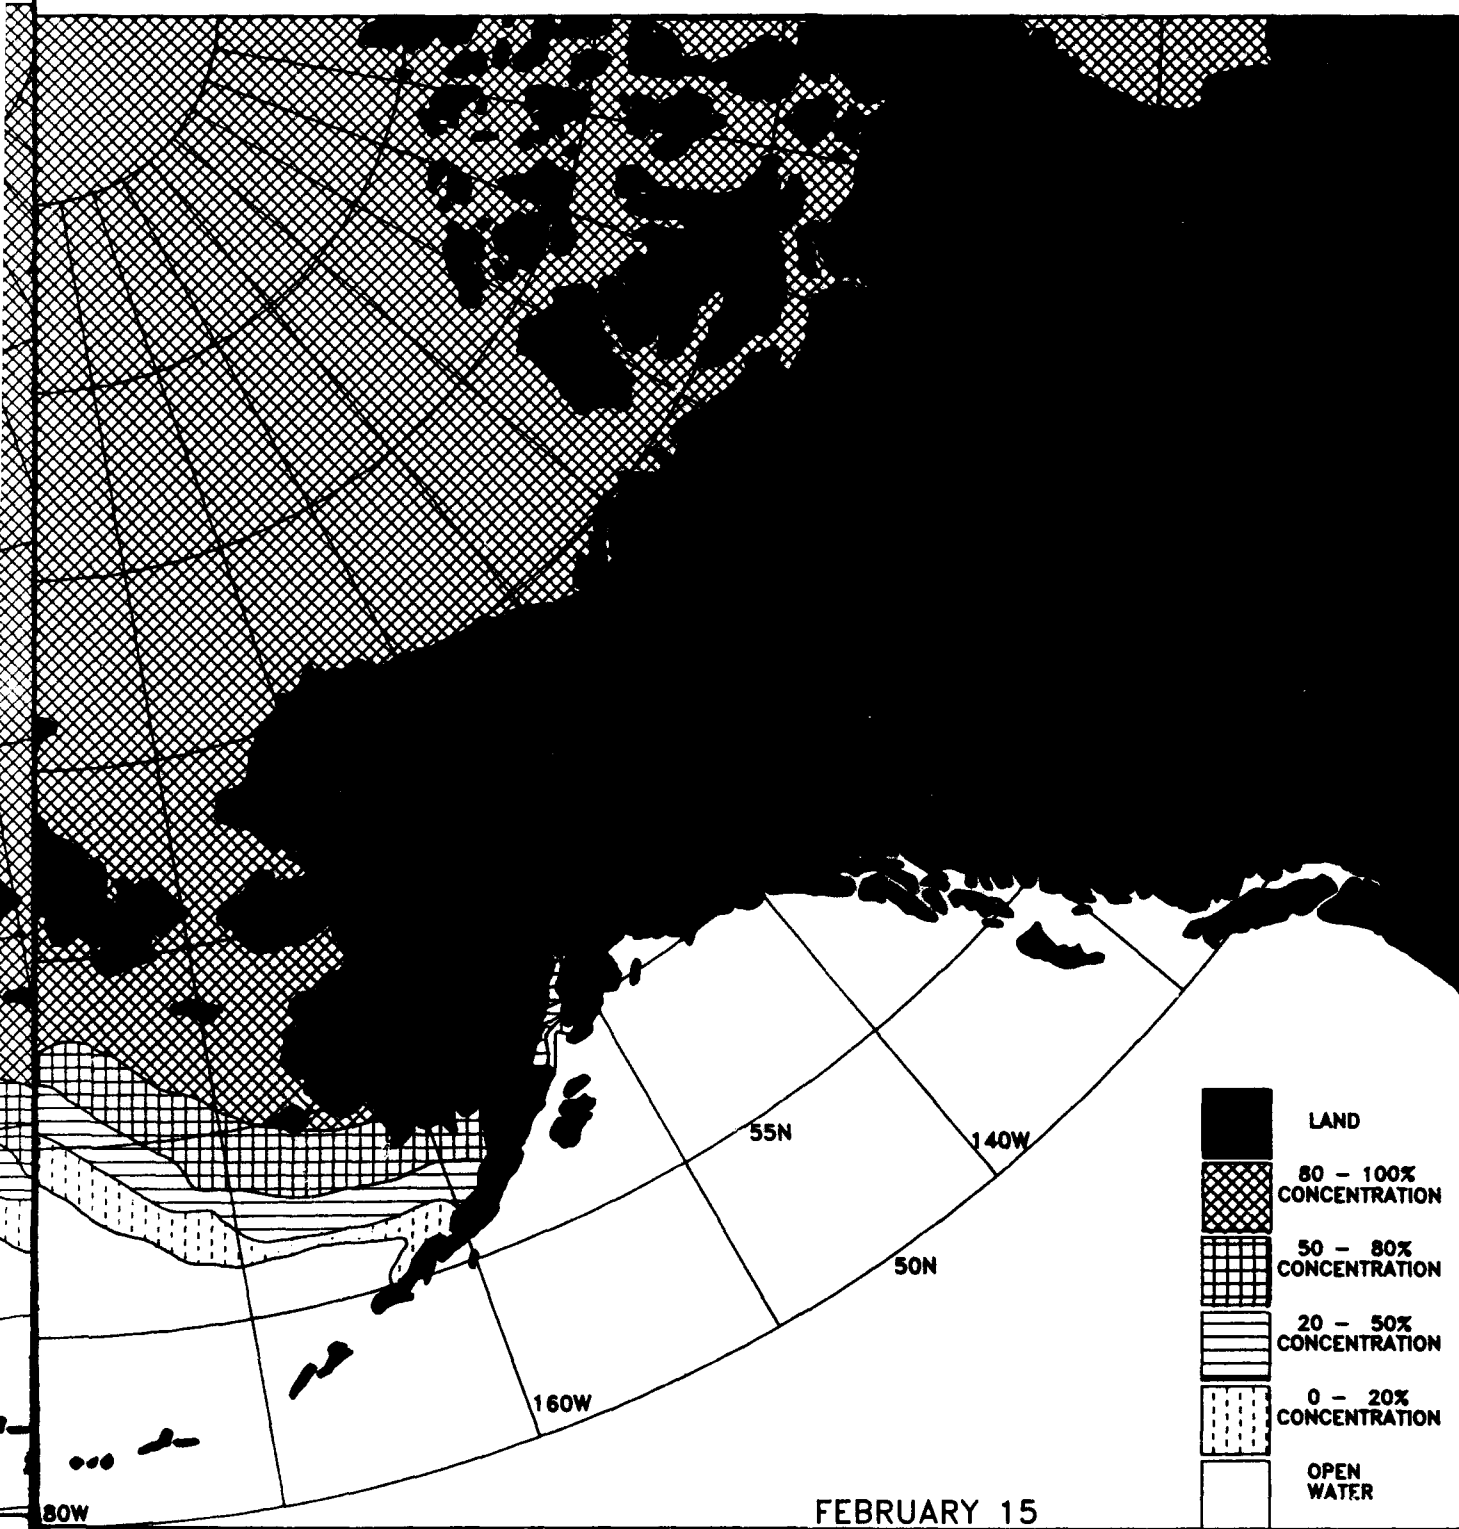 55N
140W
50N
160W
80W
FEBRUARY 15
LAND
80 - 100%
CONCENTRATION
50 - 80%
CONCENTRATION
20 - 50%
CONCENTRATION
0 - 20%
CONCENTRATION
OPEN
WATER